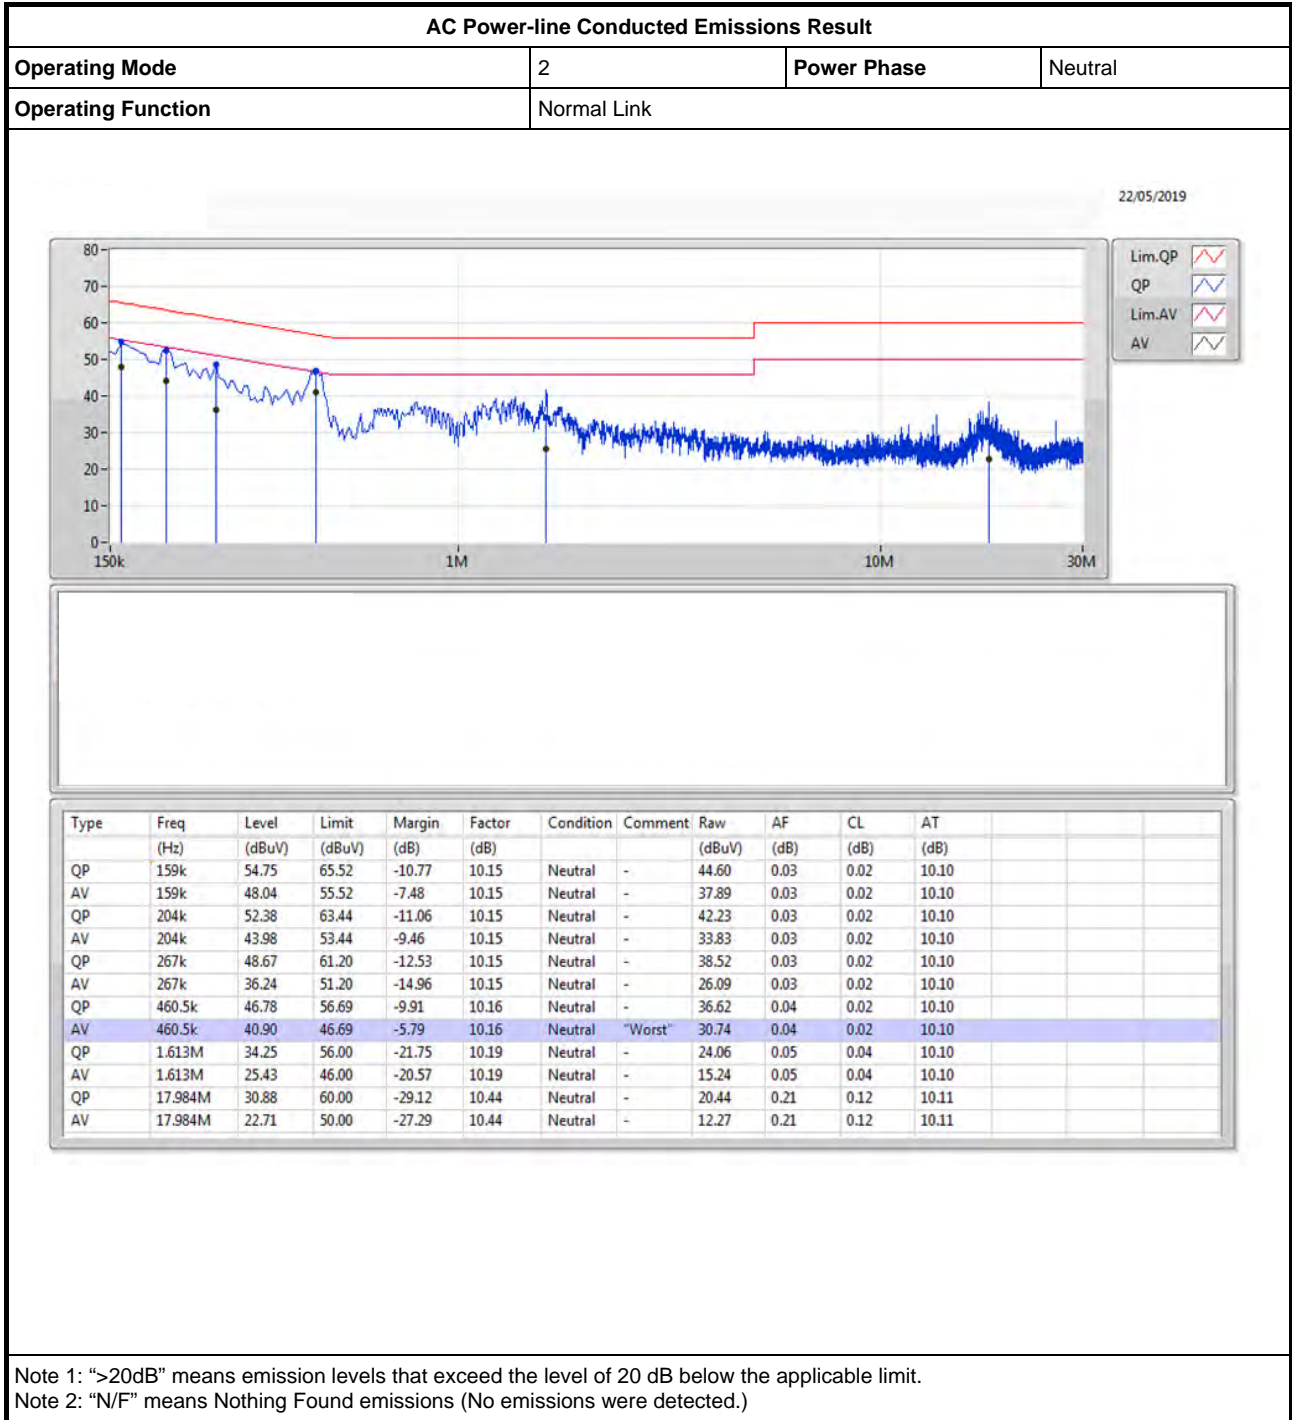 AC Power-line Conducted Emissions Result
Operating Mode 2 Power Phase Neutral
Operating Function Normal Link
22/05/2019
Lim.QP
QP
Lim.AV
AV
80
70
60
50
40
30
20
10
0
150k 1M 10M 30M
Type Freq Level Limit Margin Factor Condition Comment Raw AF CL AT
(Hz) (dBuV) (dBuV) (dB) (dB) (dBuV) (dB) (dB) (dB)
QP 159k 54.75 65.52 -10.77 10.15 Neutral - 44.60 0.03 0.02 10.10
AV 159k 48.04 55.52 -7.48 10.15 Neutral - 37.89 0.03 0.02 10.10
QP 204k 52.38 63.44 -11.06 10.15 Neutral - 42.23 0.03 0.02 10.10
AV 204k 43.98 53.44 -9.46 10.15 Neutral - 33.83 0.03 0.02 10.10
QP 267k 48.67 61.20 -12.53 10.15 Neutral - 38.52 0.03 0.02 10.10
AV 267k 36.24 51.20 -14.96 10.15 Neutral - 26.09 0.03 0.02 10.10
QP 460.5k 46.78 56.69 -9.91 10.16 Neutral - 36.62 0.04 0.02 10.10
AV 460.5k 40.90 46.69 -5.79 10.16 Neutral "Worst" 30.74 0.04 0.02 10.10
QP 1.613M 34.25 56.00 -21.75 10.19 Neutral - 24.06 0.05 0.04 10.10
AV 1.613M 25.43 46.00 -20.57 10.19 Neutral - 15.24 0.05 0.04 10.10
QP 17.984M 30.88 60.00 -29.12 10.44 Neutral - 20.44 0.21 0.12 10.11
AV 17.984M 22.71 50.00 -27.29 10.44 Neutral - 12.27 0.21 0.12 10.11
Note 1: “>20dB” means emission levels that exceed the level of 20 dB below the applicable limit.
Note 2: “N/F” means Nothing Found emissions (No emissions were detected.)